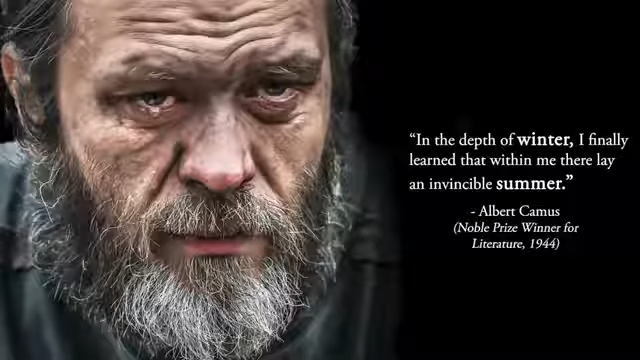 “In the depth of winter, I finally
learned that within me there lay
an invincible summer.”
- Albert Camus
(Noble Prize Winner for
Literature, 1944)